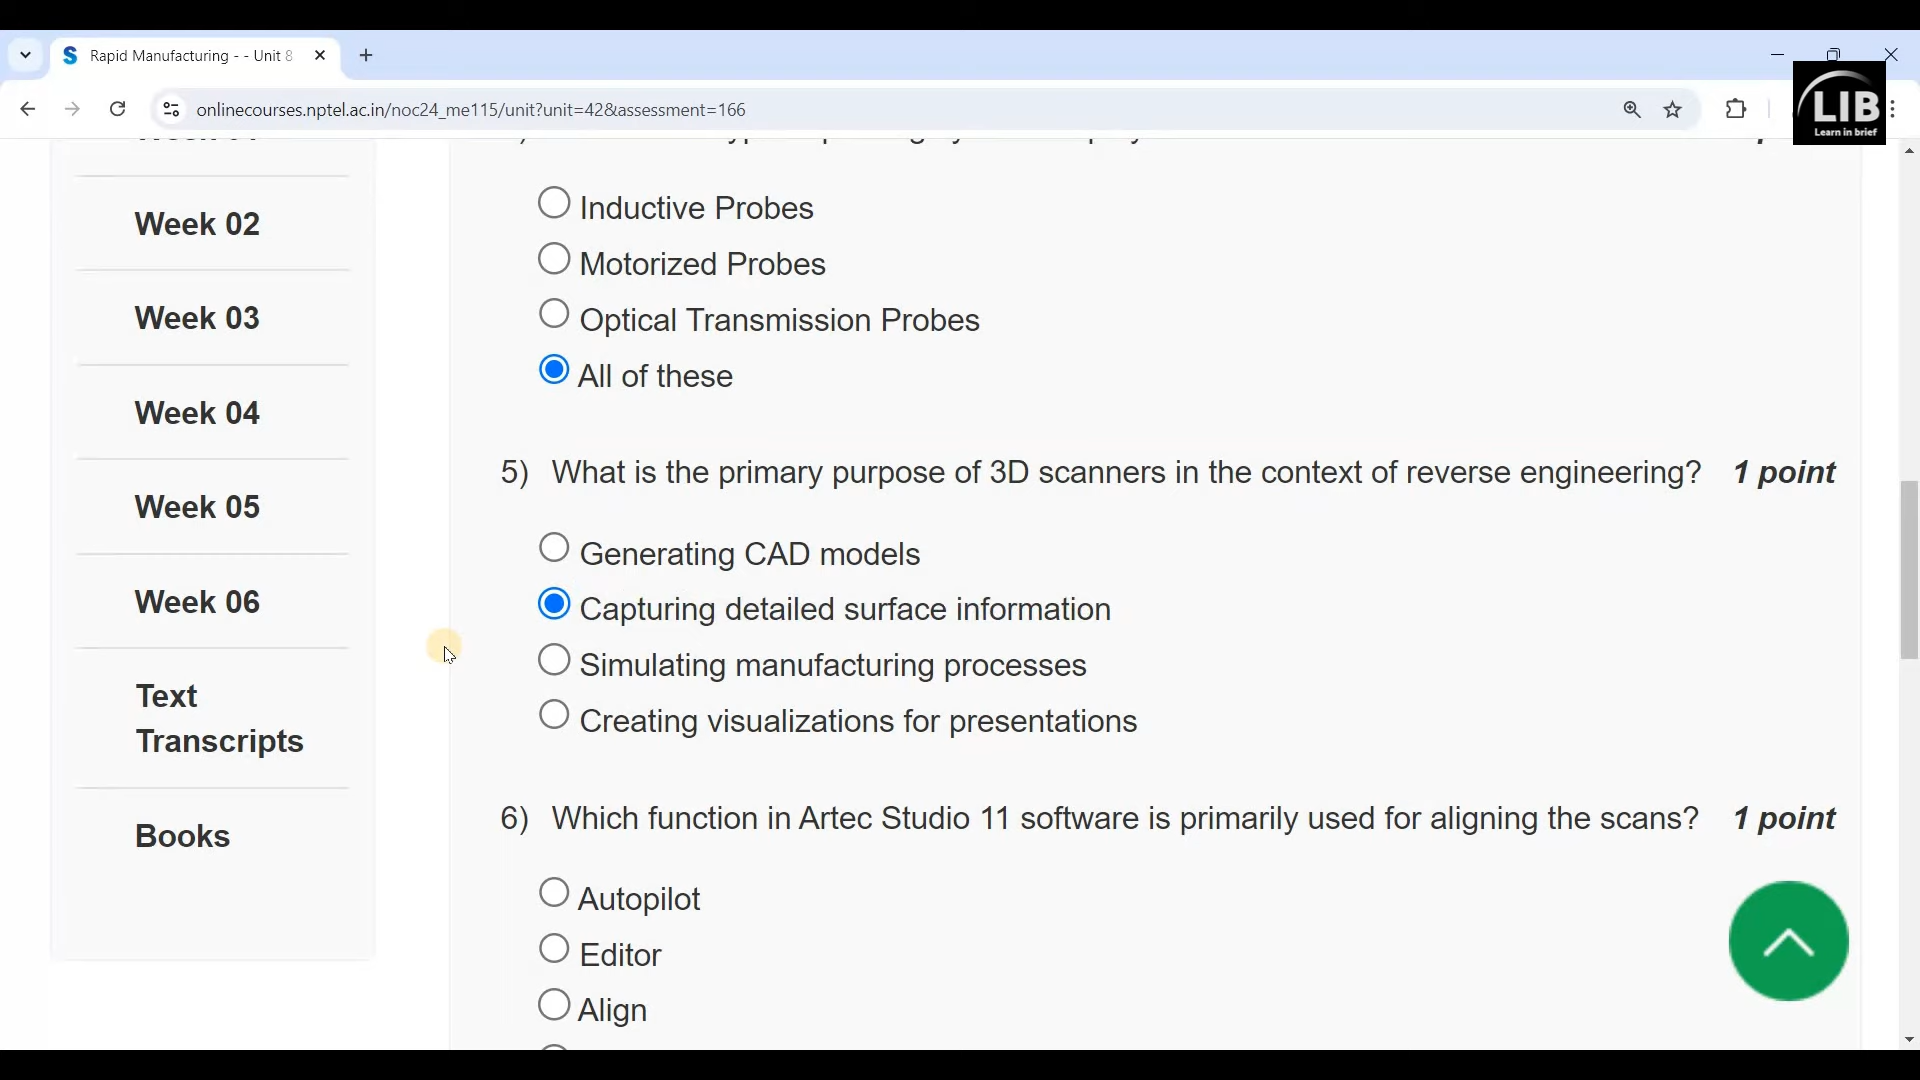 Rapid Manufacturing - - Unit 8
onlinecourses.nptel.ac.in/noc24_me115/unit?unit=42&assessment=166
LIB
Learn in brief
Week 02
Week 03
Week 04
Week 05
Week 06
Text
Transcripts
Books
Inductive Probes
Motorized Probes
Optical Transmission Probes
All of these
5) What is the primary purpose of 3D scanners in the context of reverse engineering? 1 point
Generating CAD models
Capturing detailed surface information
Simulating manufacturing processes
Creating visualizations for presentations
6) Which function in Artec Studio 11 software is primarily used for aligning the scans? 1 point
Autopilot
Editor
Align